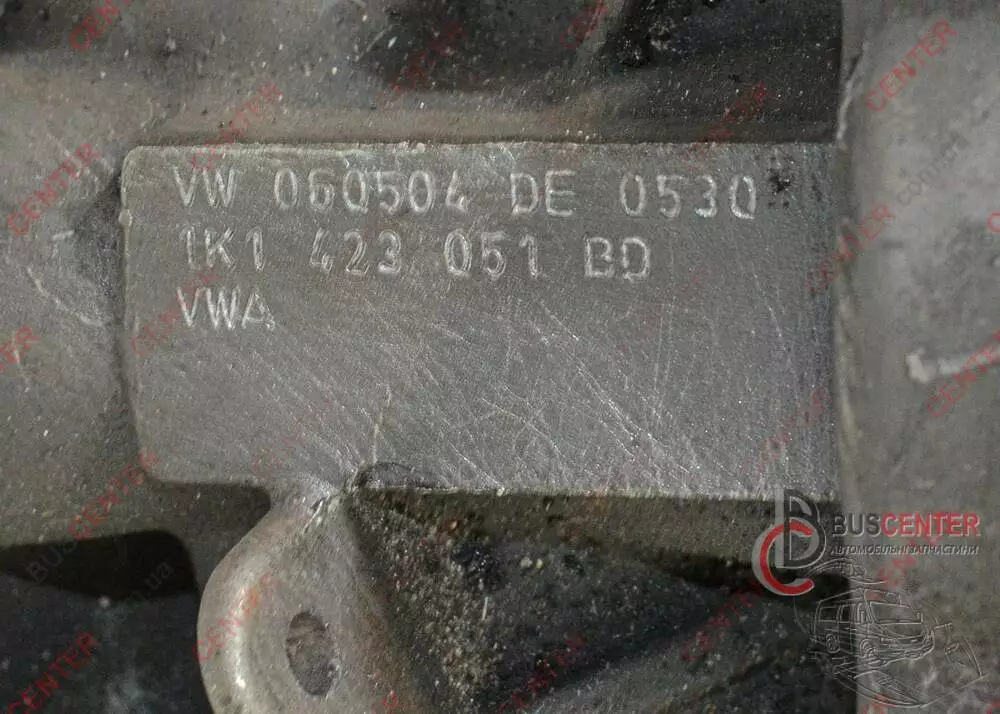 VW 060504 DE 0530
1K1 423 051 BD
VWA
BUSCENTER
АВТОМОБІЛЬНІ ЗАПЧАСТИНИ